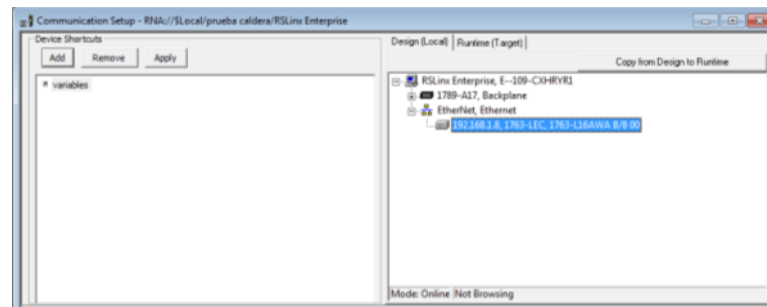 Communication Setup - RNA://$Local/prueba caldera/RSLinx Enterprise
Device Shortcuts
Add Remove Apply
variables
Design (Local) Runtime (Target)
Copy from Design to Runtime
RSLinx Enterprise, E--109-CXHRYR1
1789-A17, Backplane
EtherNet, Ethernet
192.168.1.8, 1763-LEC, 1763-L16AWA B/B 00
Mode: Online Not Browsing